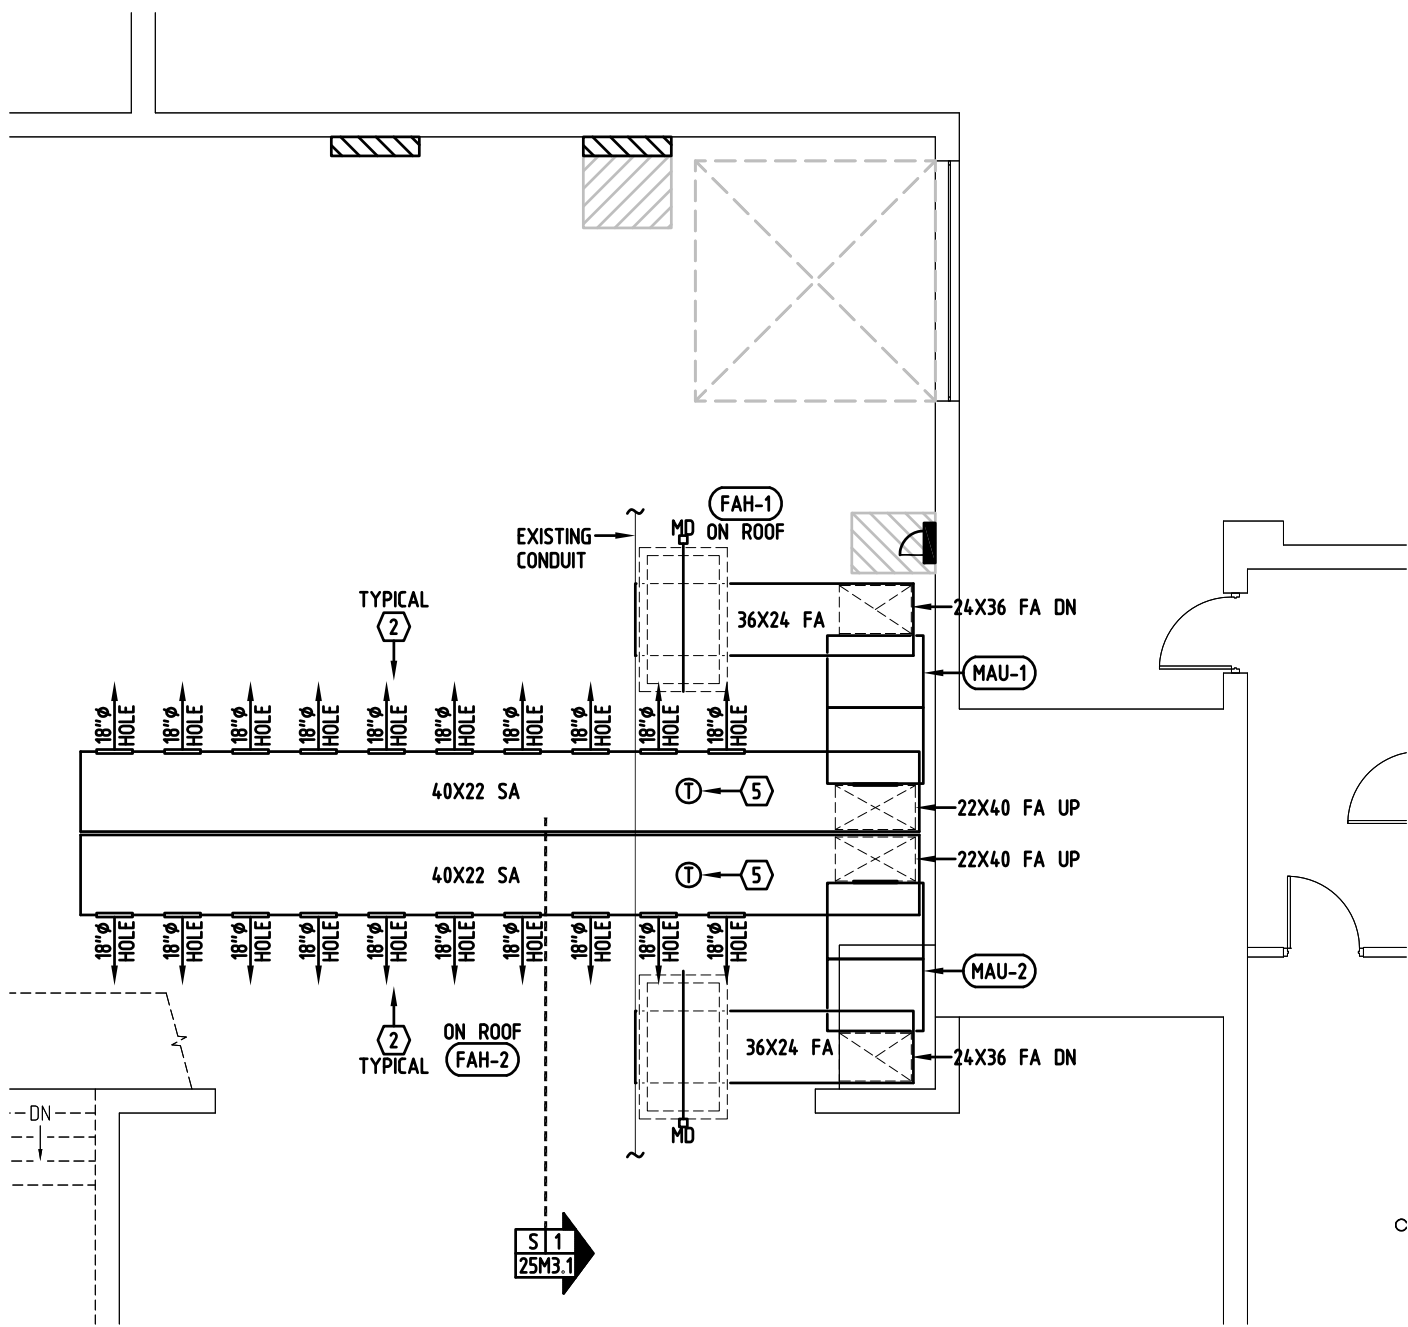 FAH-1
MD ON ROOF
EXISTING
CONDUIT
TYPICAL
2
24X36 FA DN
36X24 FA
MAU-1
18"Ø HOLE
18"Ø HOLE
18"Ø HOLE
18"Ø HOLE
18"Ø HOLE
18"Ø HOLE
18"Ø HOLE
18"Ø HOLE
18"Ø HOLE
18"Ø HOLE
40X22 SA
T
5
22X40 FA UP
22X40 FA UP
40X22 SA
T
5
18"Ø HOLE
18"Ø HOLE
18"Ø HOLE
18"Ø HOLE
18"Ø HOLE
18"Ø HOLE
18"Ø HOLE
18"Ø HOLE
18"Ø HOLE
18"Ø HOLE
MAU-2
2
TYPICAL
ON ROOF
FAH-2
36X24 FA
24X36 FA DN
DN
MD
S 1
25M3.1